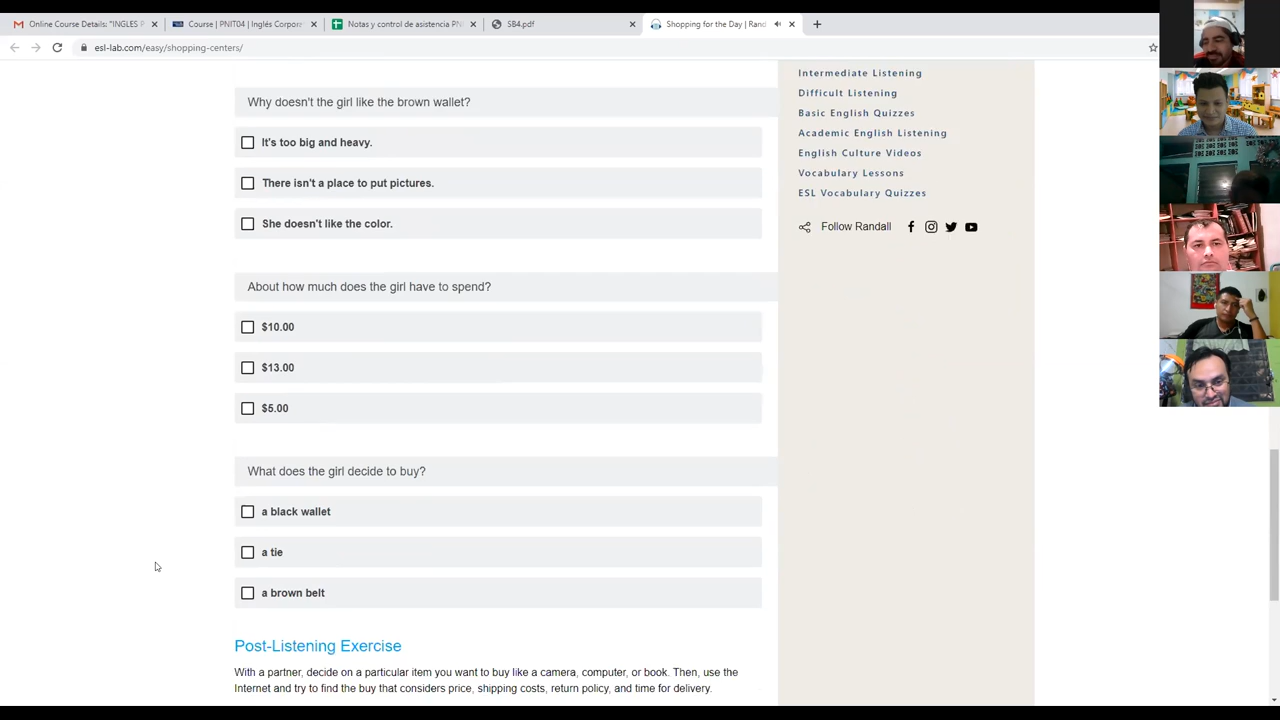 Online Course Details: "INGLES P
Course | PNIT04 | Inglés Corpora
Notas y control de asistencia PN
SB4.pdf
Shopping for the Day | Rand
esl-lab.com/easy/shopping-centers/
Why doesn't the girl like the brown wallet?
It's too big and heavy.
There isn't a place to put pictures.
She doesn't like the color.
About how much does the girl have to spend?
$10.00
$13.00
$5.00
What does the girl decide to buy?
a black wallet
a tie
a brown belt
Post-Listening Exercise
With a partner, decide on a particular item you want to buy like a camera, computer, or book. Then, use the
Internet and try to find the buy that considers price, shipping costs, return policy, and time for delivery.
Intermediate Listening
Difficult Listening
Basic English Quizzes
Academic English Listening
English Culture Videos
Vocabulary Lessons
ESL Vocabulary Quizzes
Follow Randall